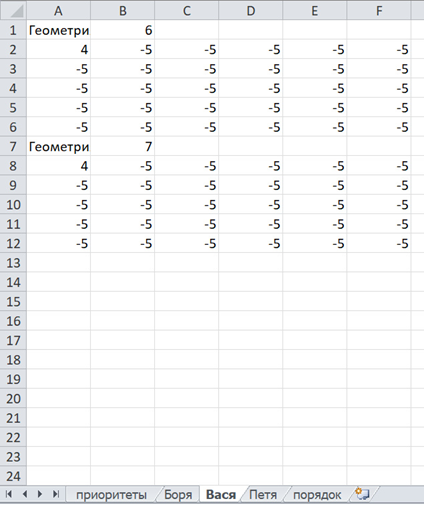 A B C D E F
1 Геометри 6
2 4 -5 -5 -5 -5 -5
3 -5 -5 -5 -5 -5 -5
4 -5 -5 -5 -5 -5 -5
5 -5 -5 -5 -5 -5 -5
6 -5 -5 -5 -5 -5 -5
7 Геометри 7
8 4 -5 -5 -5 -5 -5
9 -5 -5 -5 -5 -5 -5
10 -5 -5 -5 -5 -5 -5
11 -5 -5 -5 -5 -5 -5
12 -5 -5 -5 -5 -5 -5
13
14
15
16
17
18
19
20
21
22
23
24
приоритеты Боря Вася Петя порядок